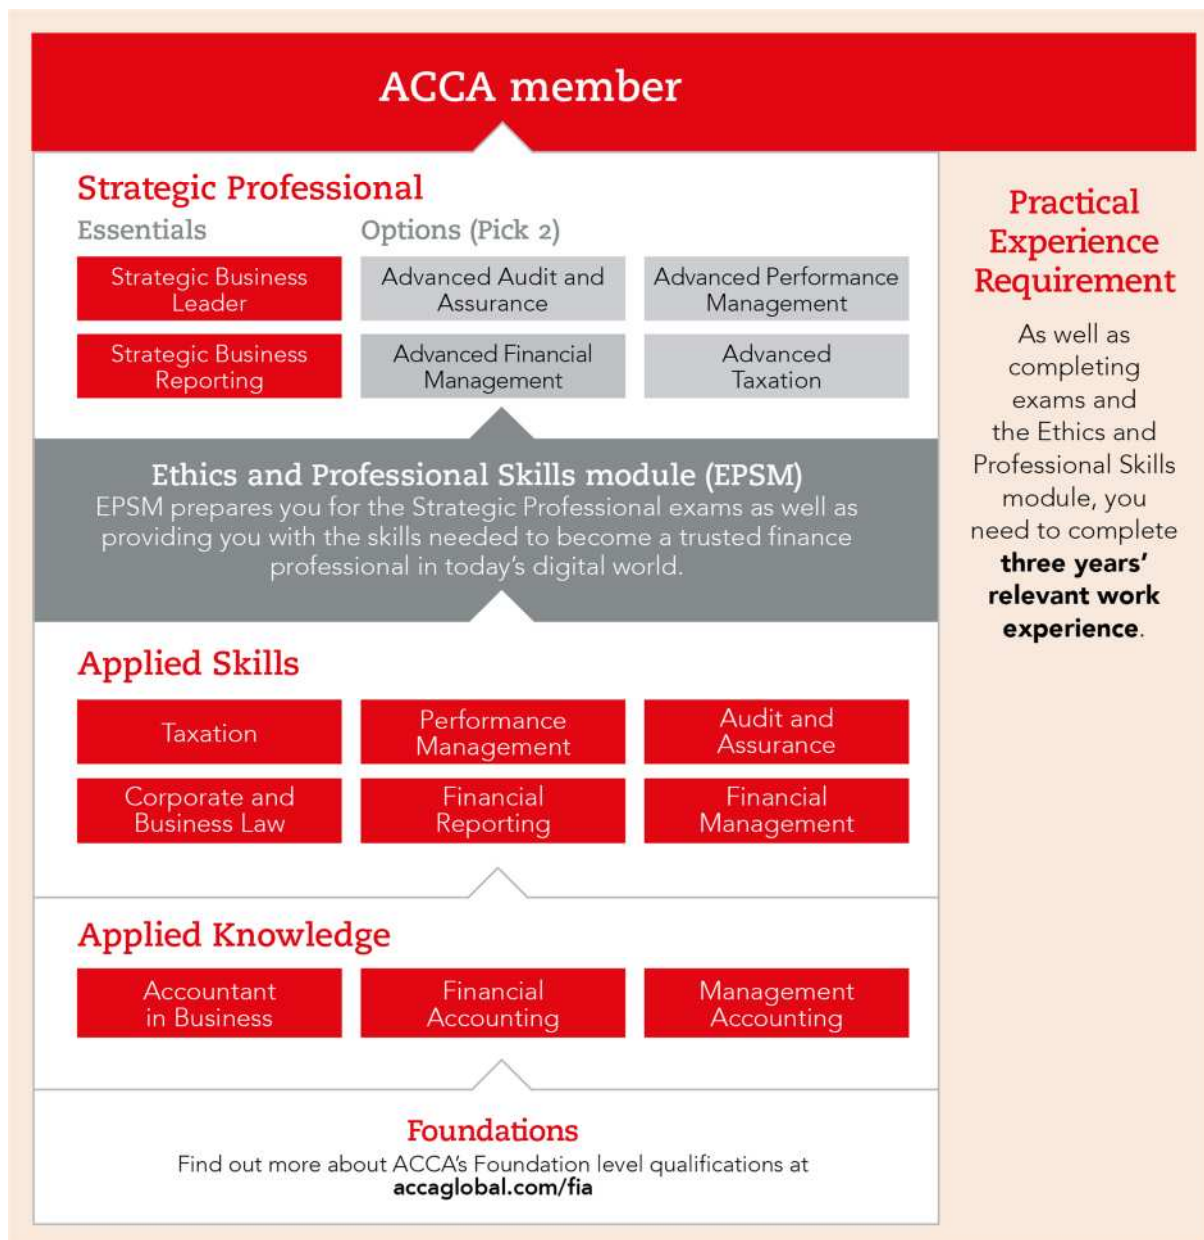 ACCA member
Strategic Professional
Essentials
Options (Pick 2)
Strategic Business
Leader
Advanced Audit and
Assurance
Advanced Performance
Management
Strategic Business
Reporting
Advanced Financial
Management
Advanced
Taxation
Ethics and Professional Skills module (EPSM)
EPSM prepares you for the Strategic Professional exams as well as
providing you with the skills needed to become a trusted finance
professional in today's digital world.
Applied Skills
Taxation
Performance
Management
Audit and
Assurance
Corporate and
Business Law
Financial
Reporting
Financial
Management
Applied Knowledge
Accountant
in Business
Financial
Accounting
Management
Accounting
Foundations
Find out more about ACCA's Foundation level qualifications at
accaglobal.com/fia
Practical
Experience
Requirement
As well as
completing
exams and
the Ethics and
Professional Skills
module, you
need to complete
three years'
relevant work
experience.